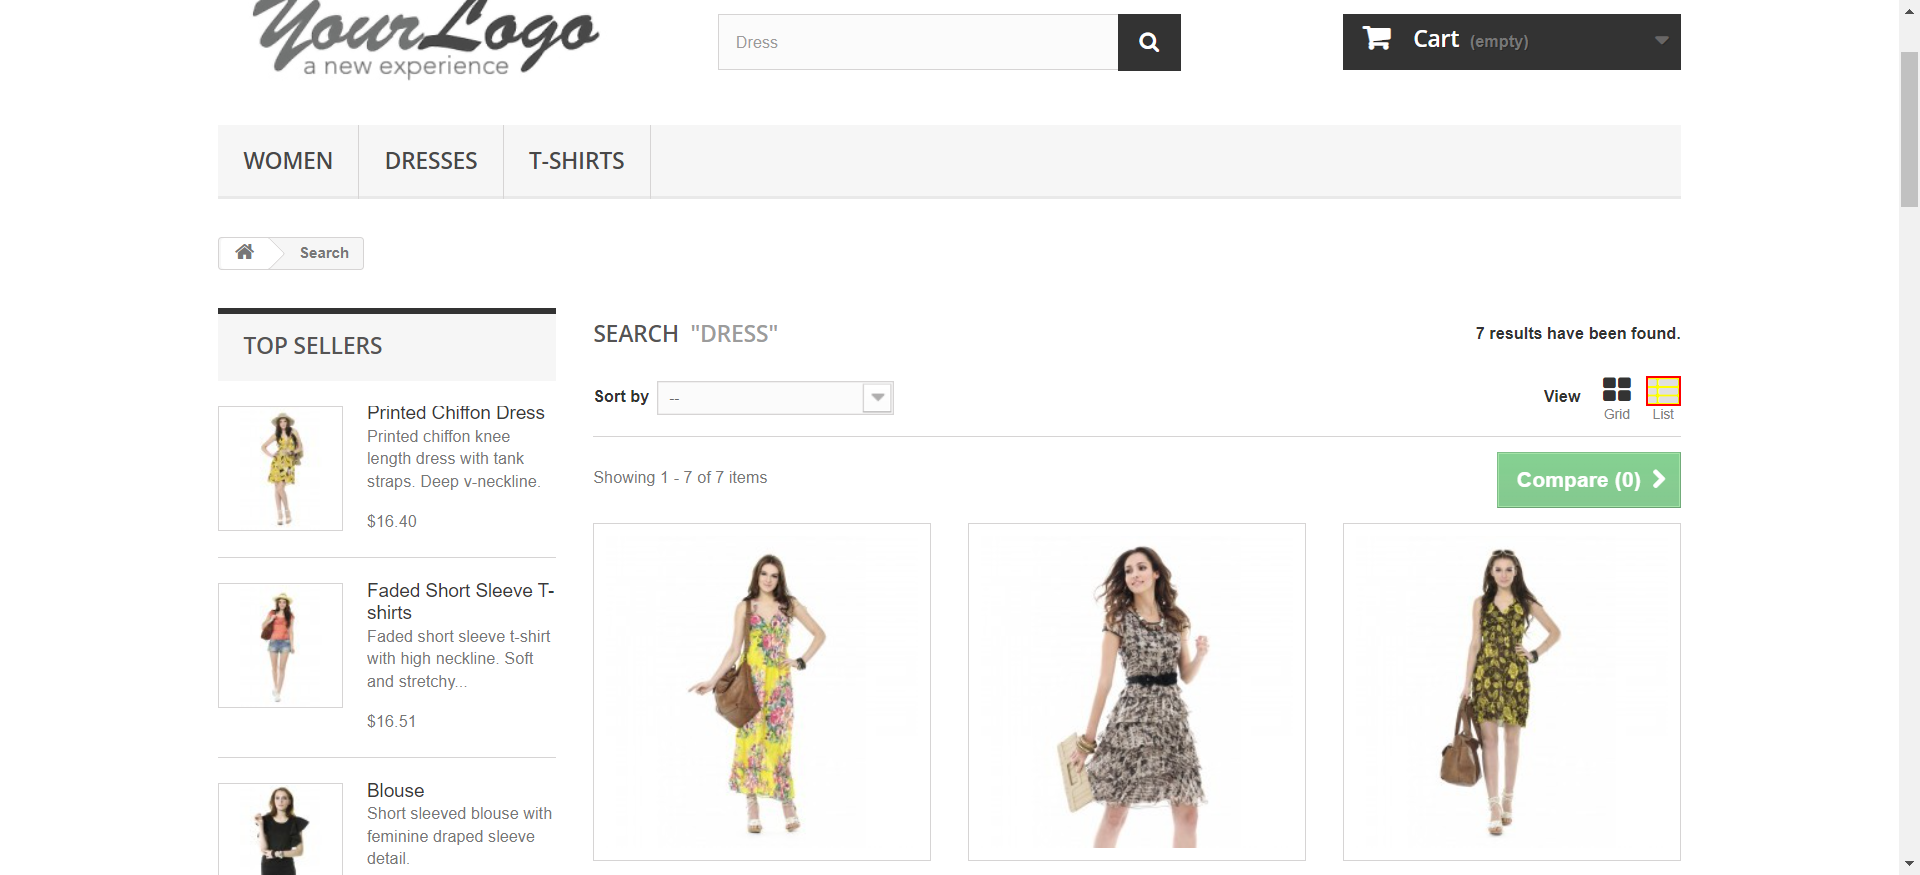 YourLogo
a new experience
Dress
Cart (empty)
WOMEN
DRESSES
T-SHIRTS
Search
TOP SELLERS
Printed Chiffon Dress
Printed chiffon knee
length dress with tank
straps. Deep v-neckline.
$16.40
Faded Short Sleeve T-
shirts
Faded short sleeve t-shirt
with high neckline. Soft
and stretchy...
$16.51
Blouse
Short sleeved blouse with
feminine draped sleeve
detail.
SEARCH "DRESS"
7 results have been found.
Sort by --
View
Grid
List
Showing 1 - 7 of 7 items
Compare (0)